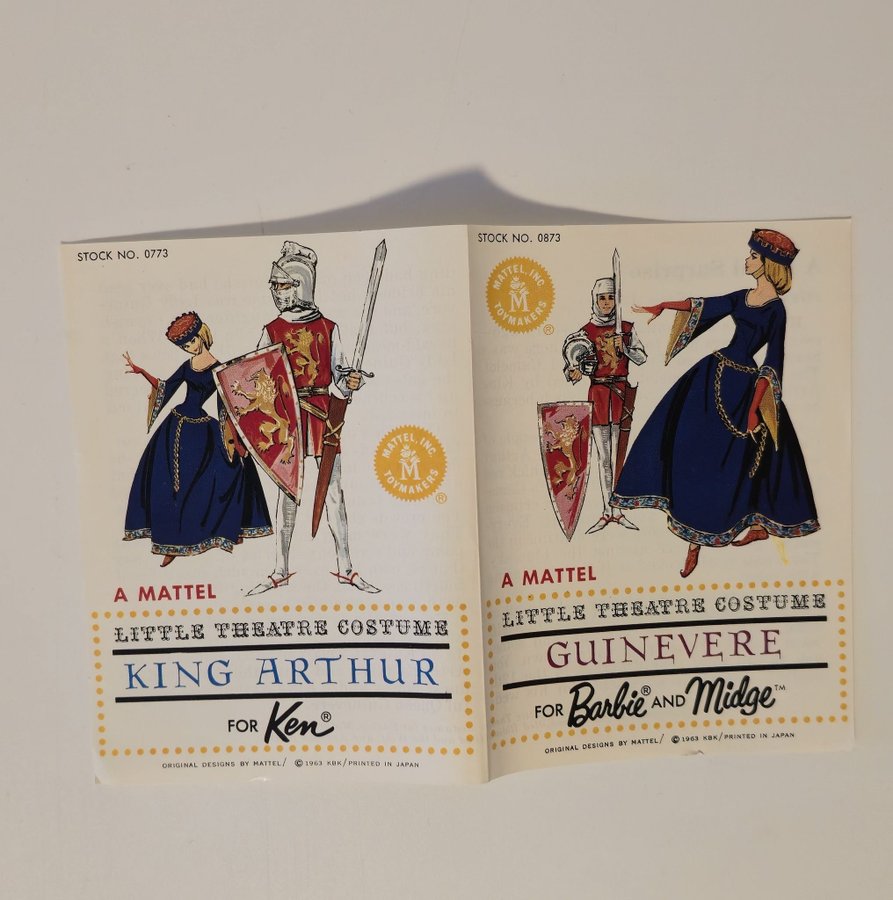 STOCK NO. 0773
MATTEL, INC.
M
TOYMAKERS
®
A MATTEL
LITTLE THEATRE COSTUME
KING ARTHUR
FOR Ken®
ORIGINAL DESIGNS BY MATTEL/ ©1963 KBK/PRINTED IN JAPAN
STOCK NO. 0873
MATTEL, INC.
M
TOYMAKERS
®
A MATTEL
LITTLE THEATRE COSTUME
GUINEVERE
FOR Barbie® AND Midge™
ORIGINAL DESIGNS BY MATTEL/ ©1963 KBK/PRINTED IN JAPAN